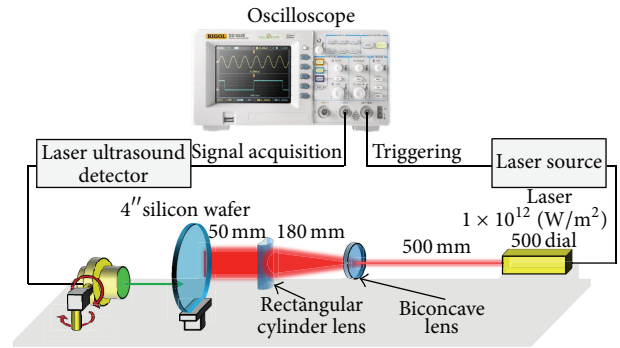 Oscilloscope
RIGOL
Laser ultrasound
detector
Signal acquisition
Triggering
Laser source
4″ silicon wafer
Laser
1 × 10¹² (W/m²)
50 mm
180 mm
500 mm
500 dial
Rectangular
cylinder lens
Biconcave
lens